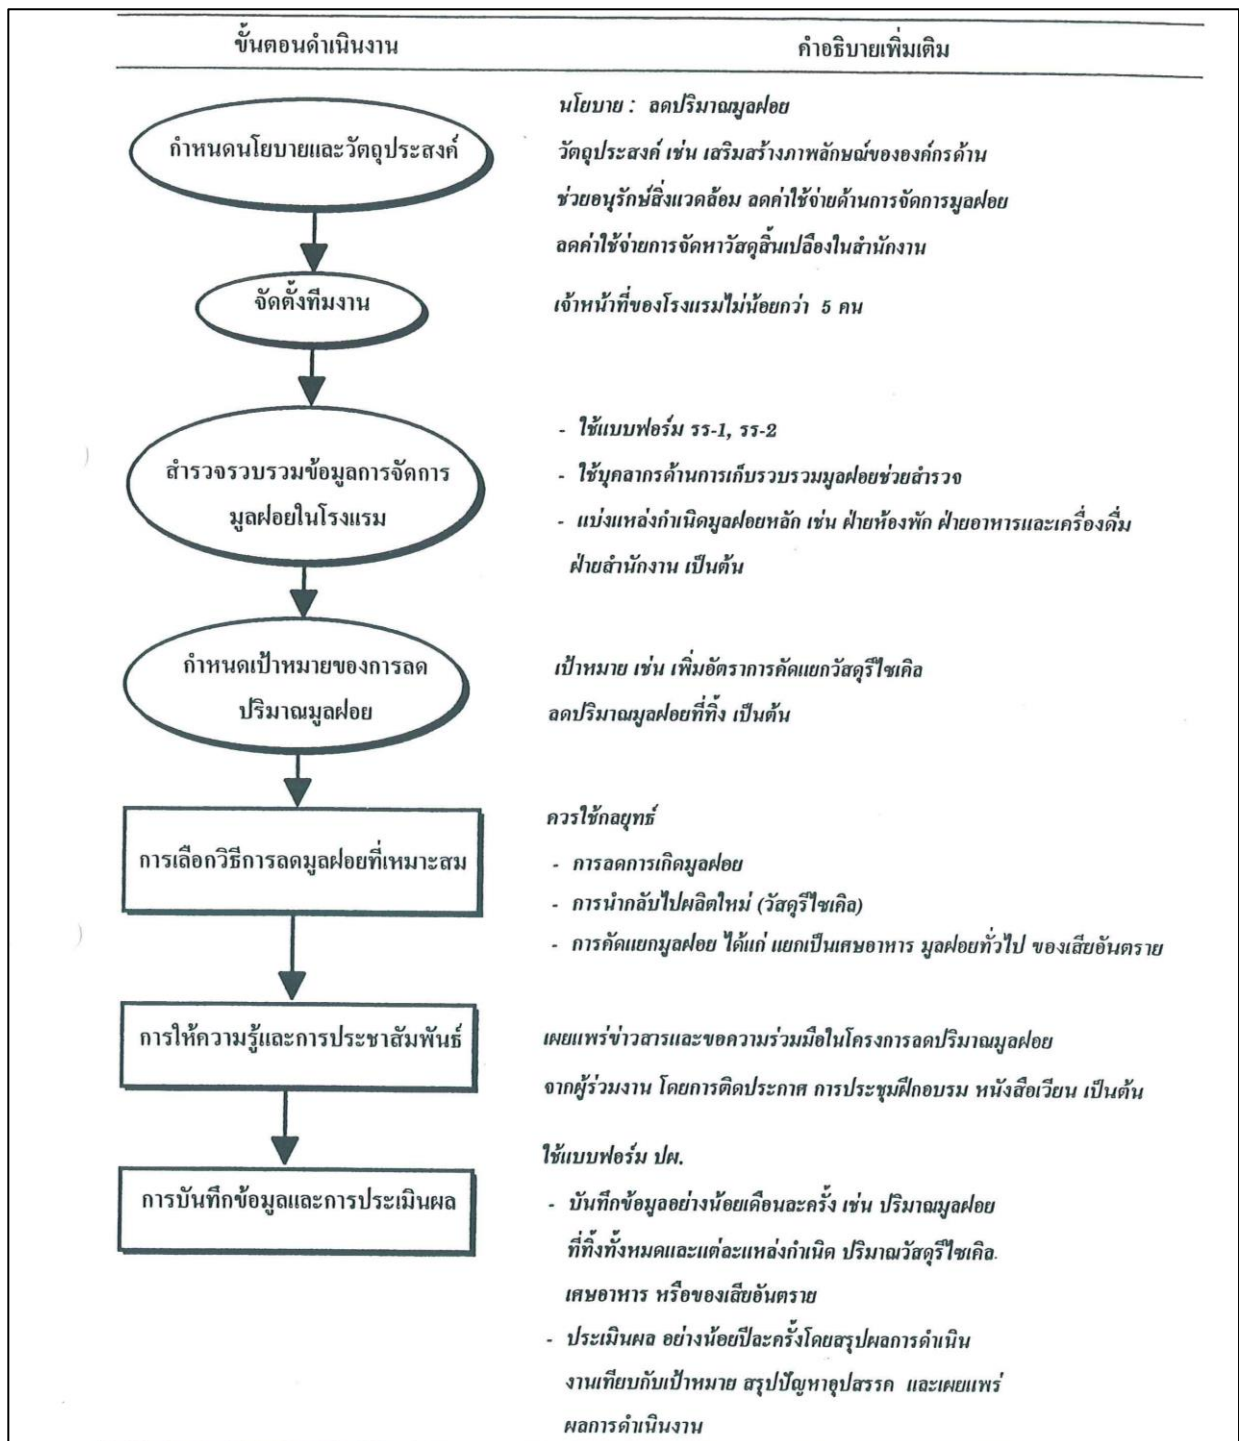 ขั้นตอนดำเนินงาน
คำอธิบายเพิ่มเติม
กำหนดนโยบายและวัตถุประสงค์
นโยบาย : ลดปริมาณมูลฝอย
วัตถุประสงค์ เช่น เสริมสร้างภาพลักษณ์ขององค์กรด้าน
ช่วยอนุรักษ์สิ่งแวดล้อม ลดค่าใช้จ่ายด้านการจัดการมูลฝอย
ลดค่าใช้จ่ายการจัดหาวัสดุสิ้นเปลืองในสำนักงาน
จัดตั้งทีมงาน
เจ้าหน้าที่ของโรงแรมไม่น้อยกว่า 5 คน
สำรวจรวบรวมข้อมูลการจัดการ
มูลฝอยในโรงแรม
- ใช้แบบฟอร์ม รร-1, รร-2
- ใช้บุคลากรด้านการเก็บรวบรวมมูลฝอยช่วยสำรวจ
- แบ่งแหล่งกำเนิดมูลฝอยหลัก เช่น ฝ่ายห้องพัก ฝ่ายอาหารและเครื่องดื่ม
ฝ่ายสำนักงาน เป็นต้น
กำหนดเป้าหมายของการลด
ปริมาณมูลฝอย
เป้าหมาย เช่น เพิ่มอัตราการคัดแยกวัสดุรีไซเคิล
ลดปริมาณมูลฝอยที่ทิ้ง เป็นต้น
การเลือกวิธีการลดมูลฝอยที่เหมาะสม
ควรใช้กลยุทธ์
- การลดการเกิดมูลฝอย
- การนำกลับไปผลิตใหม่ (วัสดุรีไซเคิล)
- การคัดแยกมูลฝอย ได้แก่ แยกเป็นเศษอาหาร มูลฝอยทั่วไป ของเสียอันตราย
การให้ความรู้และการประชาสัมพันธ์
เผยแพร่ข่าวสารและขอความร่วมมือในโครงการลดปริมาณมูลฝอย
จากผู้ร่วมงาน โดยการติดประกาศ การประชุมฝึกอบรม หนังสือเวียน เป็นต้น
การบันทึกข้อมูลและการประเมินผล
ใช้แบบฟอร์ม ปผ.
- บันทึกข้อมูลอย่างน้อยเดือนละครั้ง เช่น ปริมาณมูลฝอย
ที่ทิ้งทั้งหมดและแต่ละแหล่งกำเนิด ปริมาณวัสดุรีไซเคิล
เศษอาหาร หรือของเสียอันตราย
- ประเมินผล อย่างน้อยปีละครั้งโดยสรุปผลการดำเนิน
งานเทียบกับเป้าหมาย สรุปปัญหาอุปสรรค และเผยแพร่
ผลการดำเนินงาน